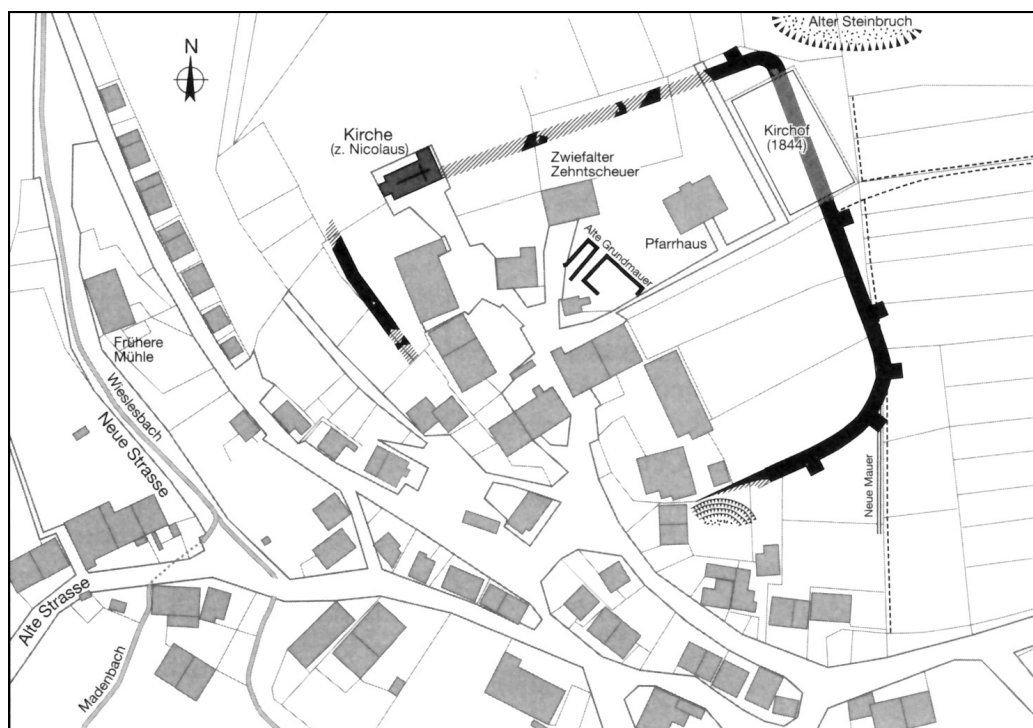 Alter Steinbruch
N
Kirche
(z. Nicolaus)
Kirchof
(1844)
Zwiefalter
Zehntscheuer
Pfarrhaus
Alte Grundmauer
Frühere
Mühle
Wieslesbach
Neue Strasse
Neue Mauer
Alte Strasse
Madenbach